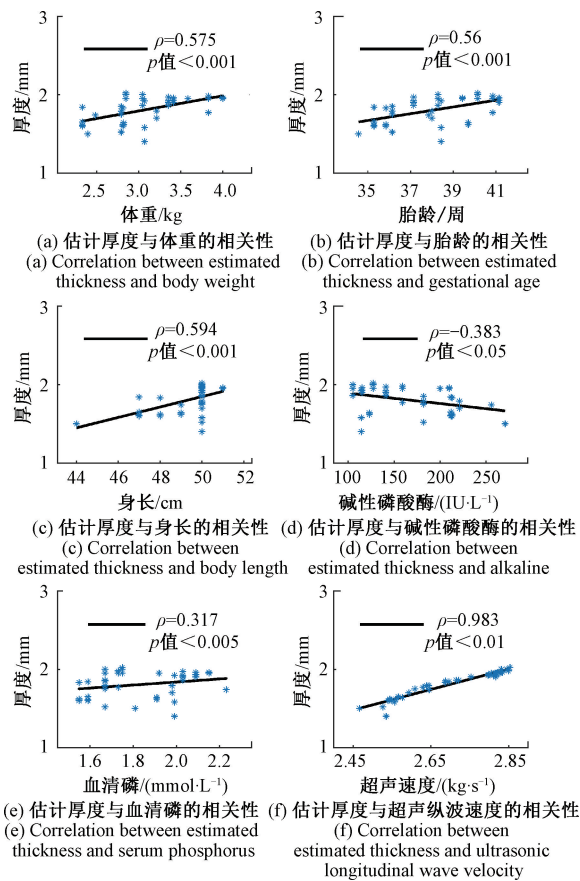 3
2
1
厚度/mm
ρ=0.575
p值<0.001
2.5 3.0 3.5 4.0
体重/kg
(a) 估计厚度与体重的相关性
(a) Correlation between estimated
thickness and body weight
3
2
1
厚度/mm
ρ=0.56
p值<0.001
35 37 39 41
胎龄/周
(b) 估计厚度与胎龄的相关性
(b) Correlation between estimated
thickness and gestational age
3
2
1
厚度/mm
ρ=0.594
p值<0.001
44 46 48 50 52
身长/cm
(c) 估计厚度与身长的相关性
(c) Correlation between
estimated thickness and body length
3
2
1
厚度/mm
ρ=−0.383
p值<0.05
100 150 200 250
碱性磷酸酶/(IU·L⁻¹)
(d) 估计厚度与碱性磷酸酶的相关性
(d) Correlation between
estimated thickness and alkaline
3
2
1
厚度/mm
ρ=0.317
p值<0.005
1.6 1.8 2.0 2.2
血清磷/(mmol·L⁻¹)
(e) 估计厚度与血清磷的相关性
(e) Correlation between estimated
thickness and serum phosphorus
3
2
1
厚度/mm
ρ=0.983
p值<0.01
2.45 2.65 2.85
超声速度/(kg·s⁻¹)
(f) 估计厚度与超声纵波速度的相关性
(f) Correlation between
estimated thickness and ultrasonic
longitudinal wave velocity